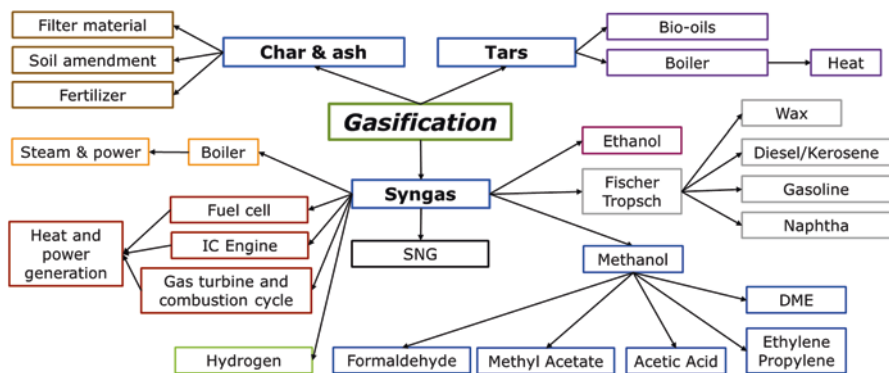 Filter material
Char & ash
Tars
Bio-oils
Soil amendment
Boiler
Heat
Fertilizer
Gasification
Wax
Steam & power
Boiler
Ethanol
Diesel/Kerosene
Syngas
Fischer
Tropsch
Gasoline
Fuel cell
Naphtha
Heat and
power
generation
IC Engine
SNG
Methanol
Gas turbine and
combustion cycle
DME
Hydrogen
Formaldehyde
Methyl Acetate
Acetic Acid
Ethylene
Propylene